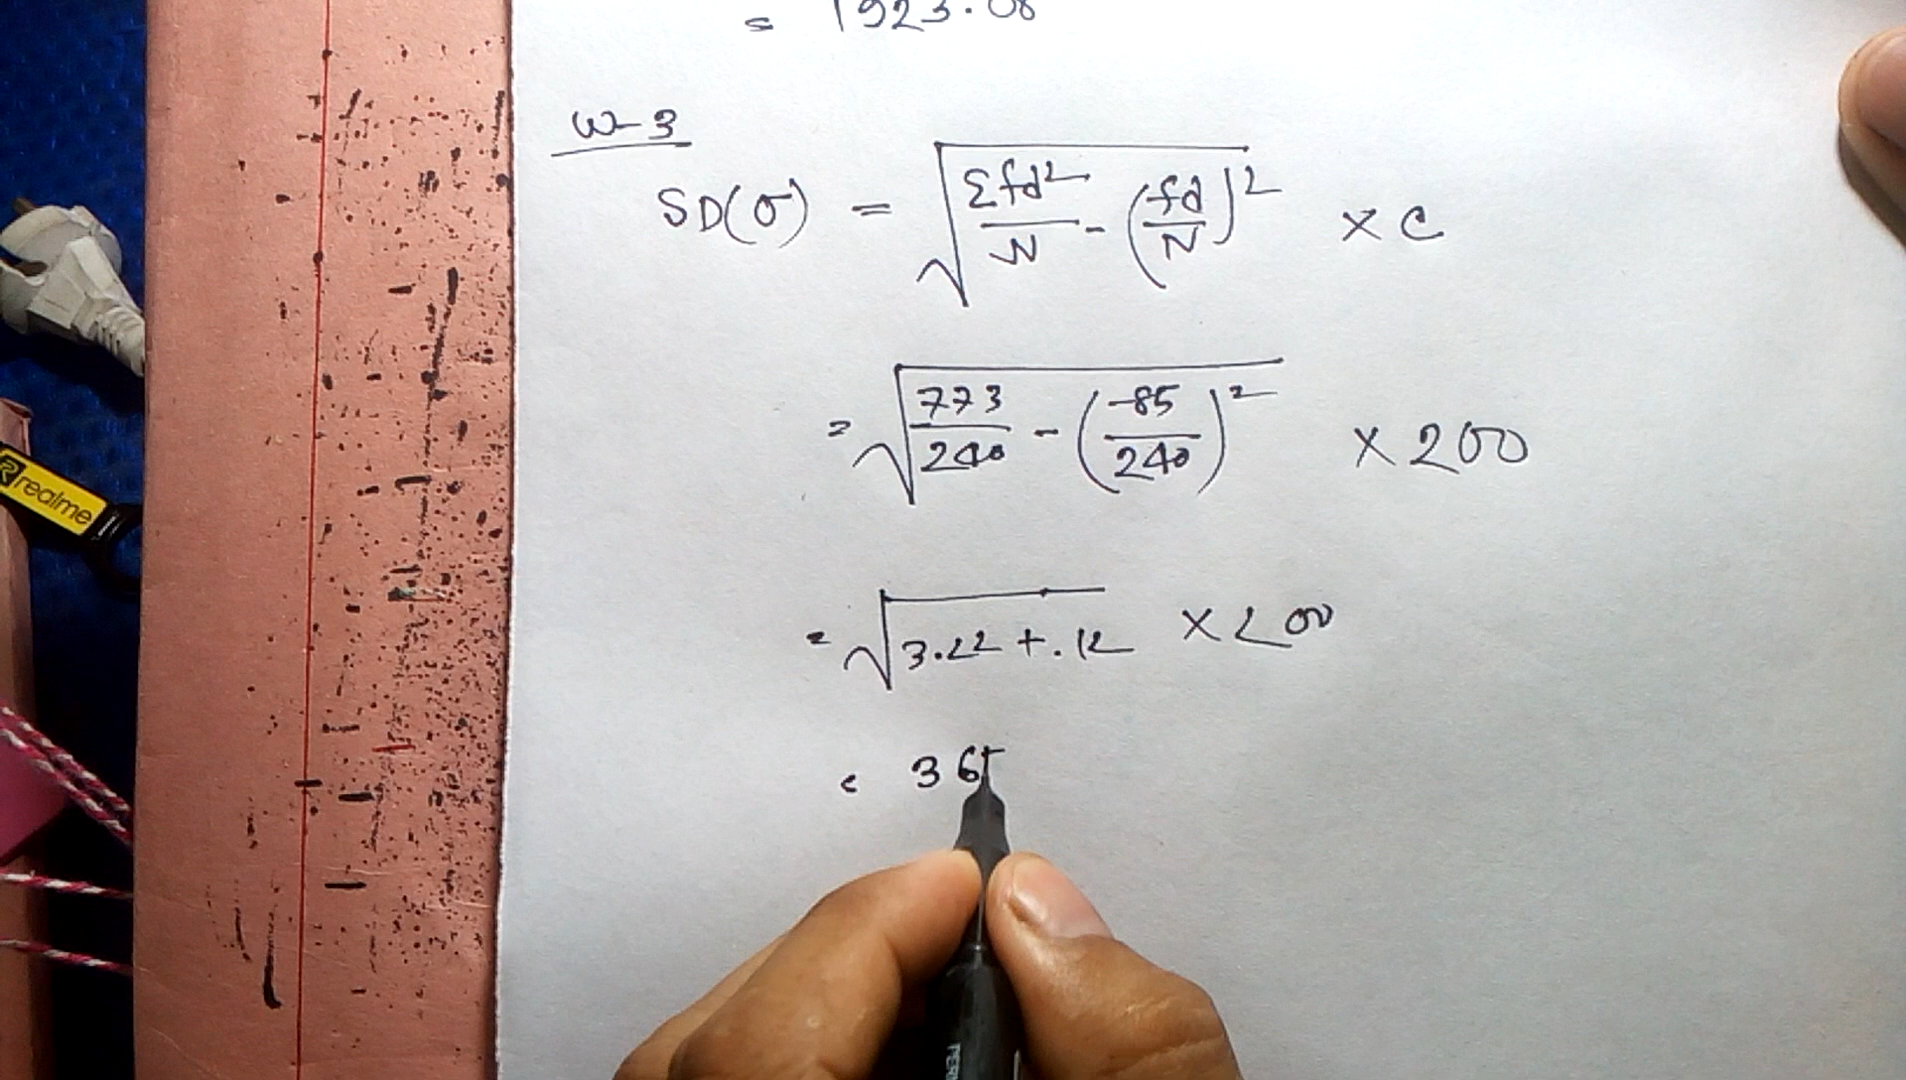 = 1923.08
W-3
SD(σ) = √(Σfd²/N - (fd/N)²) × c
= √(773/240 - (-85/240)²) × 200
= √(3.22 + .12) × 200
= 365
realme